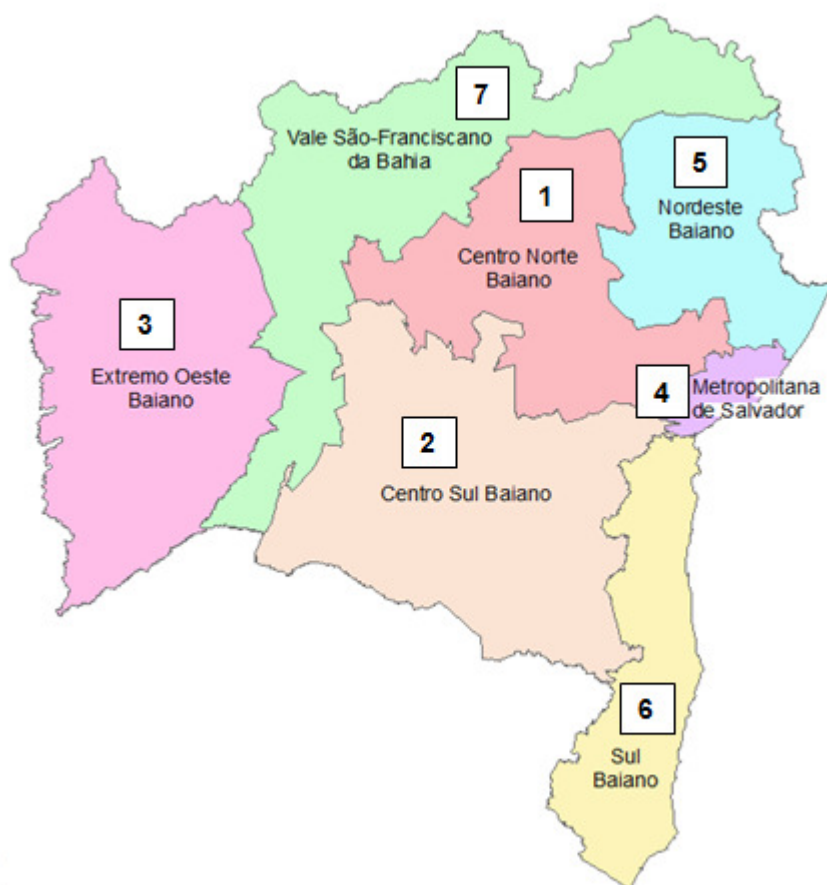 7
Vale São-Franciscano
da Bahia
5
Nordeste
Baiano
1
Centro Norte
Baiano
3
Extremo Oeste
Baiano
4
Metropolitana
de Salvador
2
Centro Sul Baiano
6
Sul
Baiano